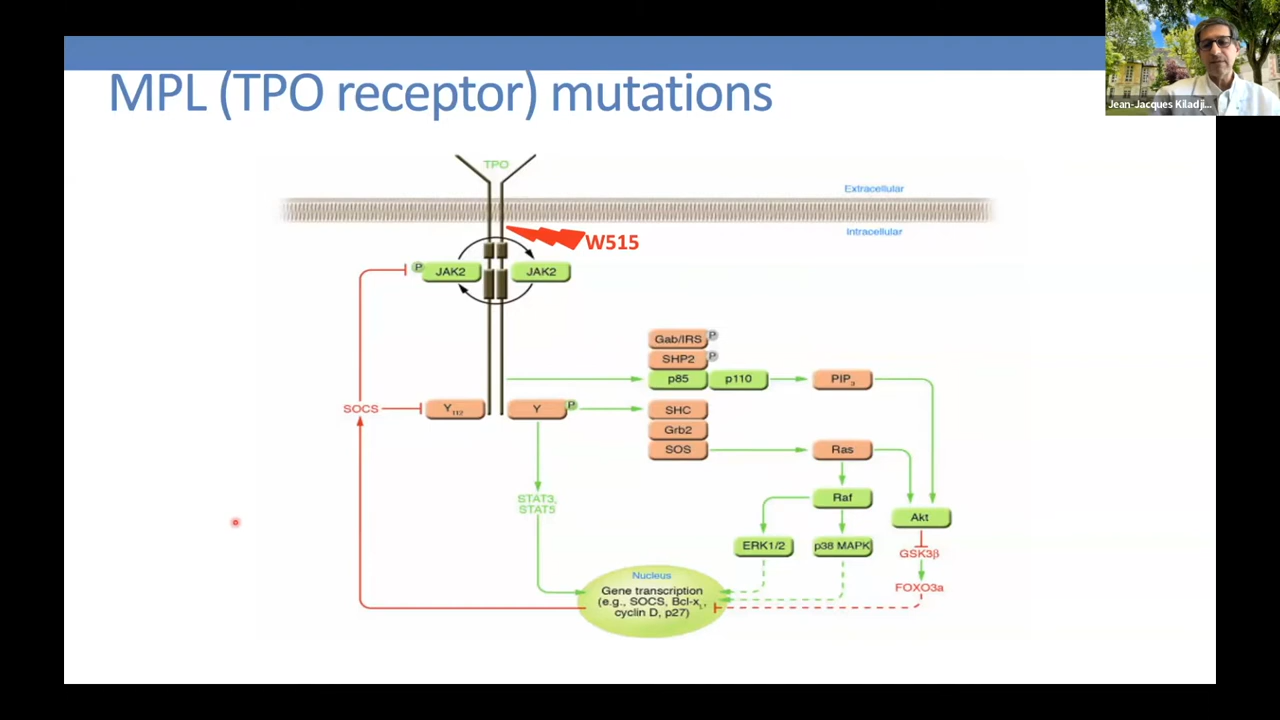 Jean-Jacques Kiladji...
MPL (TPO receptor) mutations
TPO
Extracellular
Intracellular
W515
P
JAK2
JAK2
Gab/IRS
P
SHP2
P
p85
p110
PIP₃
SOCS
Y₁₁₂
Y
P
SHC
Grb2
SOS
Ras
STAT3,
STAT5
Raf
Akt
ERK1/2
p38 MAPK
GSK3β
FOXO3a
Nucleus
Gene transcription
(e.g., SOCS, Bcl-xL,
cyclin D, p27)